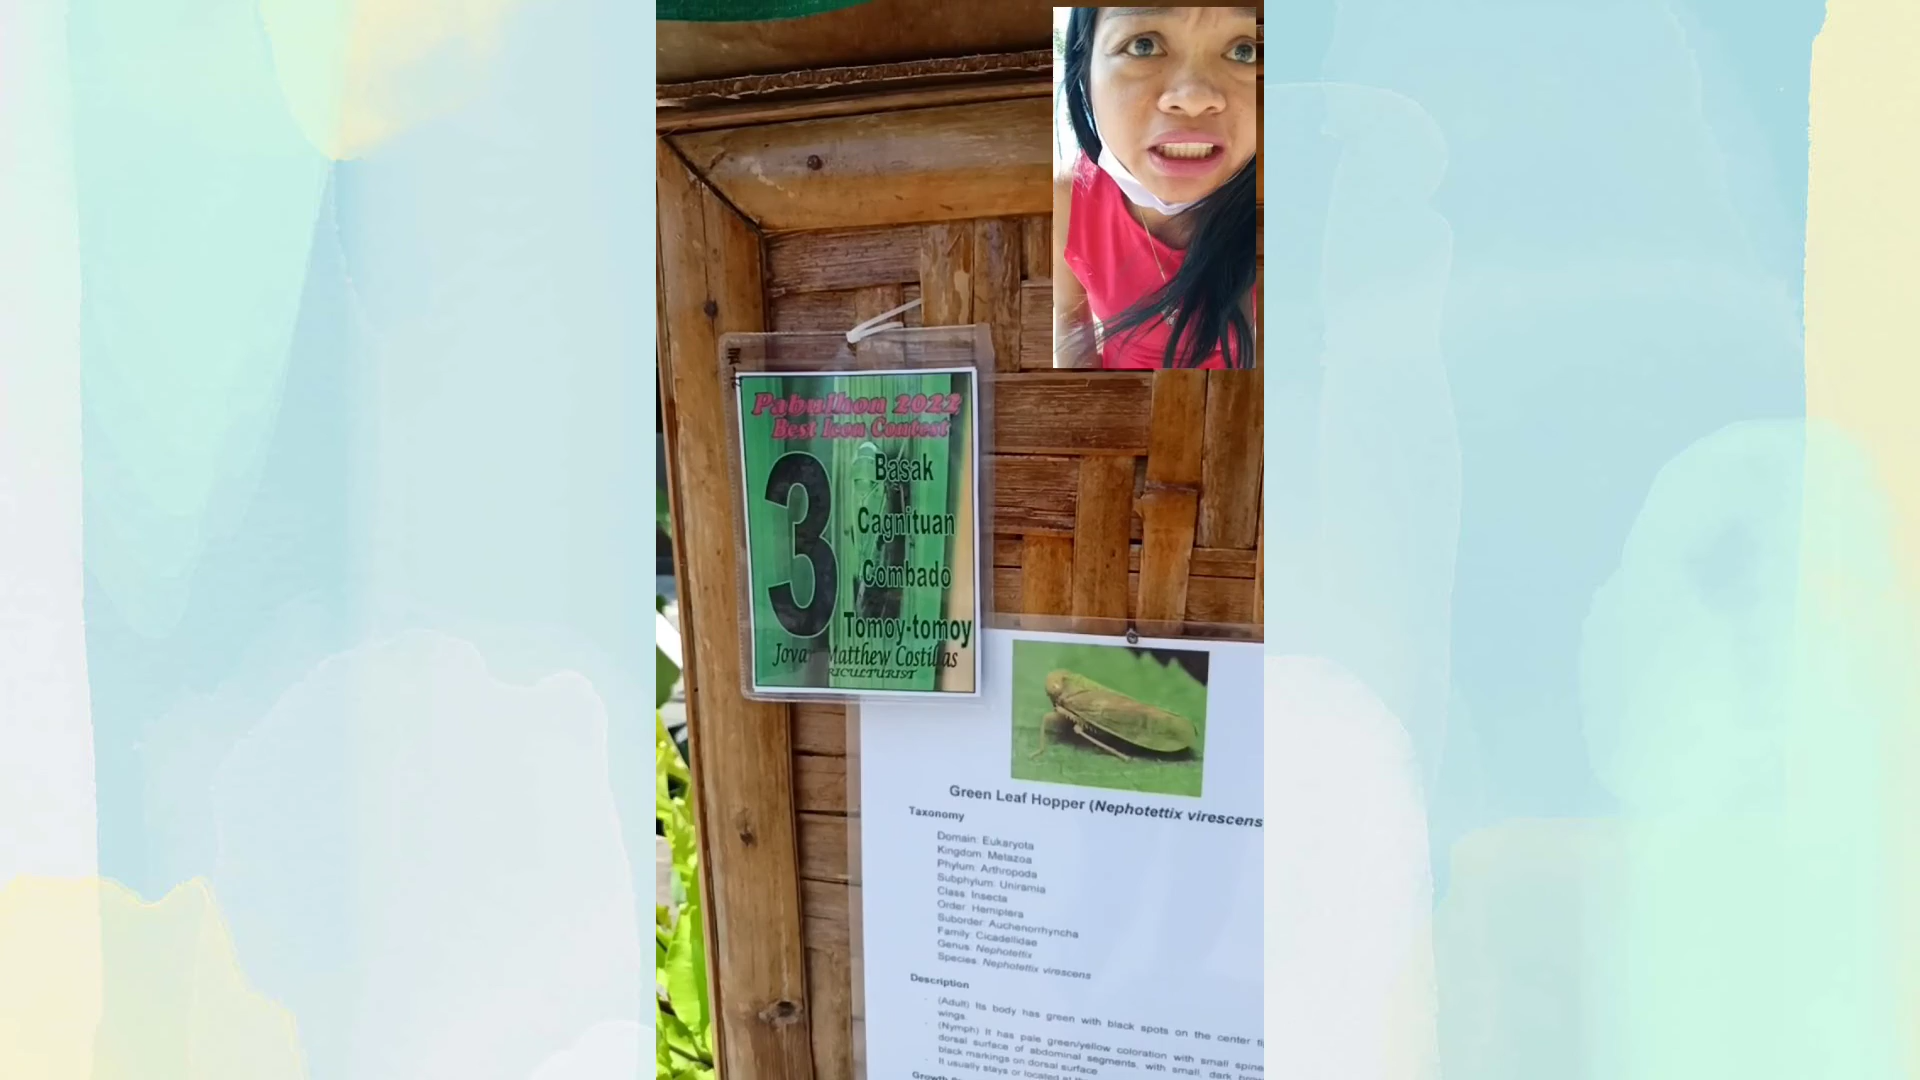 Pabulhon 2022
Best Icon Contest
3
Basak
Cagnituan
Combado
Tomoy-tomoy
Matthew Costillas
Green Leaf Hopper (Nephotettix virescens
Taxonomy
Domain: Eukaryota
Kingdom: Metazoa
Phylum: Arthropoda
Subphylum: Uniramia
Class: Insecta
Order: Hemiptera
Suborder: Auchenorrhyncha
Family: Cicadellidae
Genus: Nephotettix
Species: Nephotettix virescens
Description
- (Adult) Its body has green with black spots on the center
wings.
- (Nymph) It has pale green/yellow coloration with small
dorsal surface of abdominal segments, with small, dark
black markings on dorsal surface
- It usually stays or located at